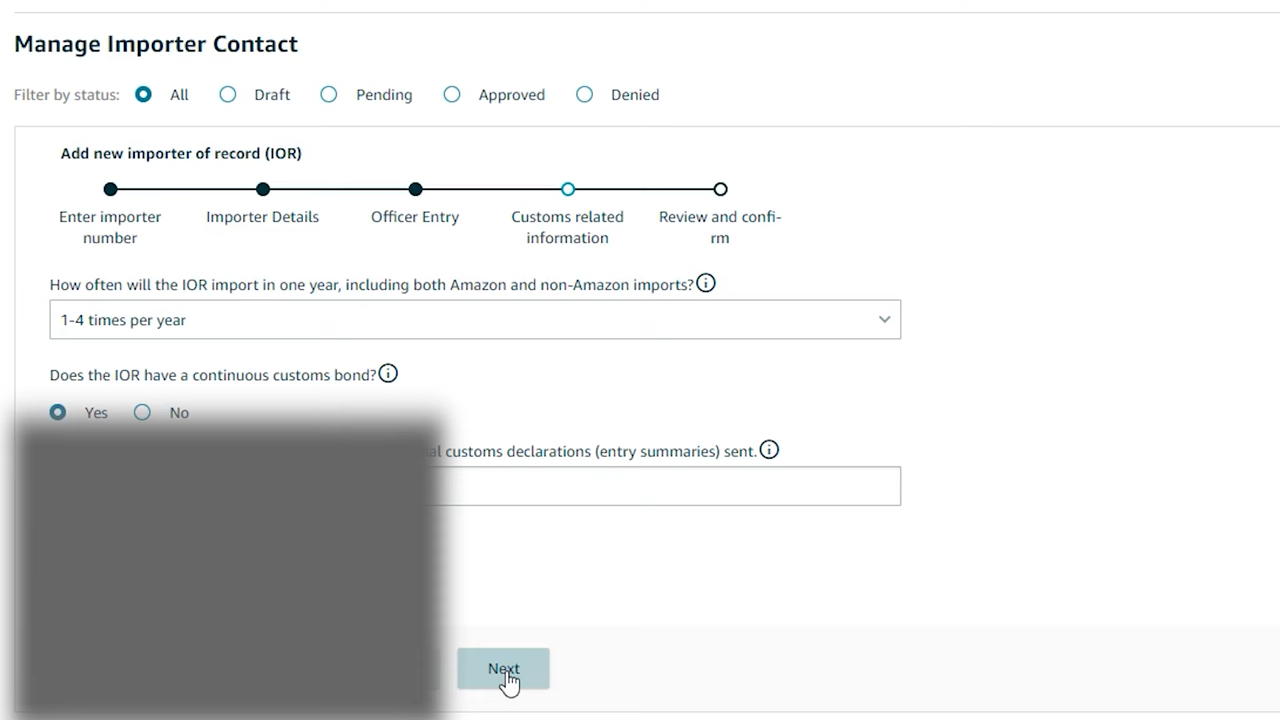 Manage Importer Contact
Filter by status: All Draft Pending Approved Denied
Add new importer of record (IOR)
Enter importer number
Importer Details
Officer Entry
Customs related information
Review and confi-
rm
How often will the IOR import in one year, including both Amazon and non-Amazon imports?
1-4 times per year
Does the IOR have a continuous customs bond?
Yes No
customs declarations (entry summaries) sent.
Next